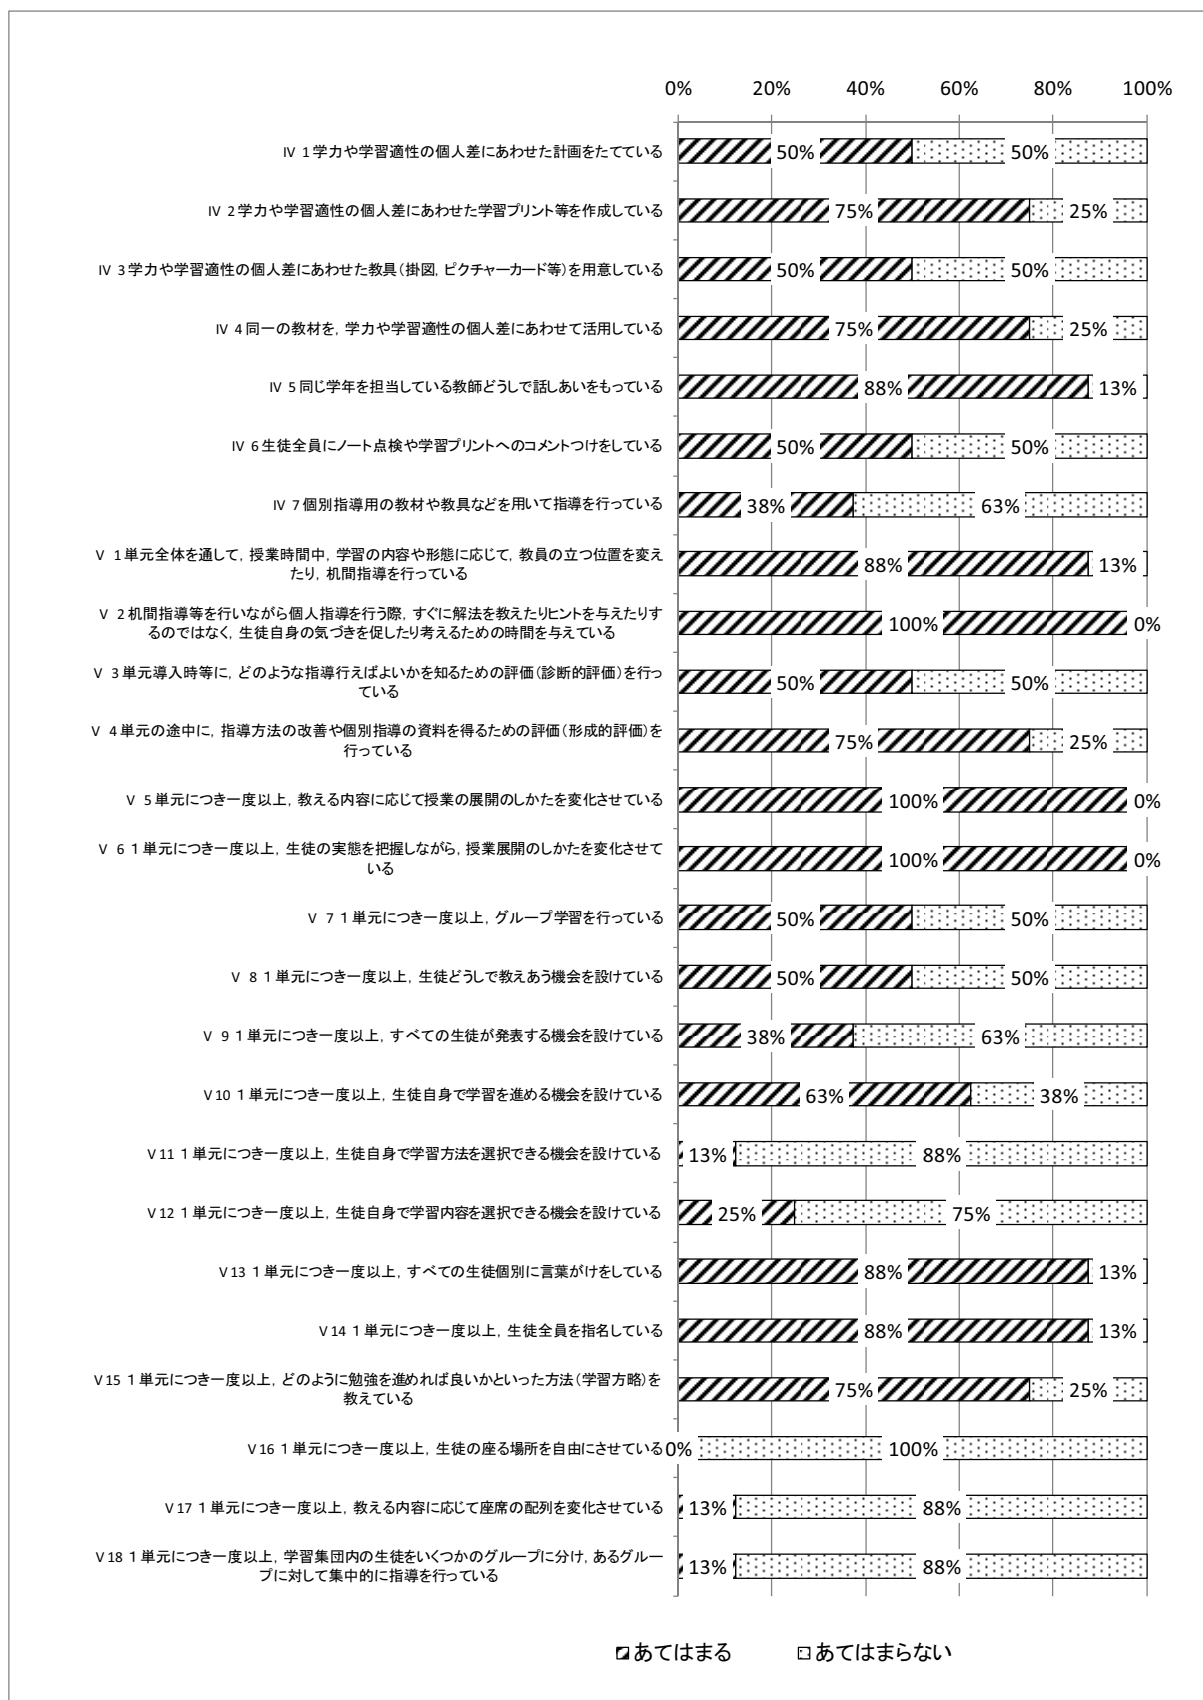 0% 20% 40% 60% 80% 100%
Ⅳ 1 学力や学習適性の個人差にあわせた計画をたてている 50% 50%
Ⅳ 2 学力や学習適性の個人差にあわせた学習プリント等を作成している 75% 25%
Ⅳ 3 学力や学習適性の個人差にあわせた教具（掛図，ピクチャーカード等）を用意している 50% 50%
Ⅳ 4 同一の教材を，学力や学習適性の個人差にあわせて活用している 75% 25%
Ⅳ 5 同じ学年を担当している教師どうしで話しあいをもっている 88% 13%
Ⅳ 6 生徒全員にノート点検や学習プリントへのコメントつけをしている 50% 50%
Ⅳ 7 個別指導用の教材や教具などを用いて指導を行っている 38% 63%
Ⅴ 1 単元全体を通して，授業時間中，学習の内容や形態に応じて，教員の立つ位置を変え
たり，机間指導を行っている 88% 13%
Ⅴ 2 机間指導等を行いながら個人指導を行う際，すぐに解法を教えたりヒントを与えたりす
るのではなく，生徒自身の気づきを促したり考えるための時間を与えている 100% 0%
Ⅴ 3 単元導入時等に，どのような指導行えばよいかを知るための評価（診断的評価）を行っ
ている 50% 50%
Ⅴ 4 単元の途中に，指導方法の改善や個別指導の資料を得るための評価（形成的評価）を
行っている 75% 25%
Ⅴ 5 単元につき一度以上，教える内容に応じて授業の展開のしかたを変化させている 100% 0%
Ⅴ 6 １単元につき一度以上，生徒の実態を把握しながら，授業展開のしかたを変化させて
いる 100% 0%
Ⅴ 7 １単元につき一度以上，グループ学習を行っている 50% 50%
Ⅴ 8 １単元につき一度以上，生徒どうしで教えあう機会を設けている 50% 50%
Ⅴ 9 １単元につき一度以上，すべての生徒が発表する機会を設けている 38% 63%
Ⅴ10 １単元につき一度以上，生徒自身で学習を進める機会を設けている 63% 38%
Ⅴ11 １単元につき一度以上，生徒自身で学習方法を選択できる機会を設けている 13% 88%
Ⅴ12 １単元につき一度以上，生徒自身で学習内容を選択できる機会を設けている 25% 75%
Ⅴ13 １単元につき一度以上，すべての生徒個別に言葉がけをしている 88% 13%
Ⅴ14 １単元につき一度以上，生徒全員を指名している 88% 13%
Ⅴ15 １単元につき一度以上，どのように勉強を進めれば良いかといった方法（学習方略）を
教えている 75% 25%
Ⅴ16 １単元につき一度以上，生徒の座る場所を自由にさせている 0% 100%
Ⅴ17 １単元につき一度以上，教える内容に応じて座席の配列を変化させている 13% 88%
Ⅴ18 １単元につき一度以上，学習集団内の生徒をいくつかのグループに分け，あるグルー
プに対して集中的に指導を行っている 13% 88%
あてはまる あてはまらない